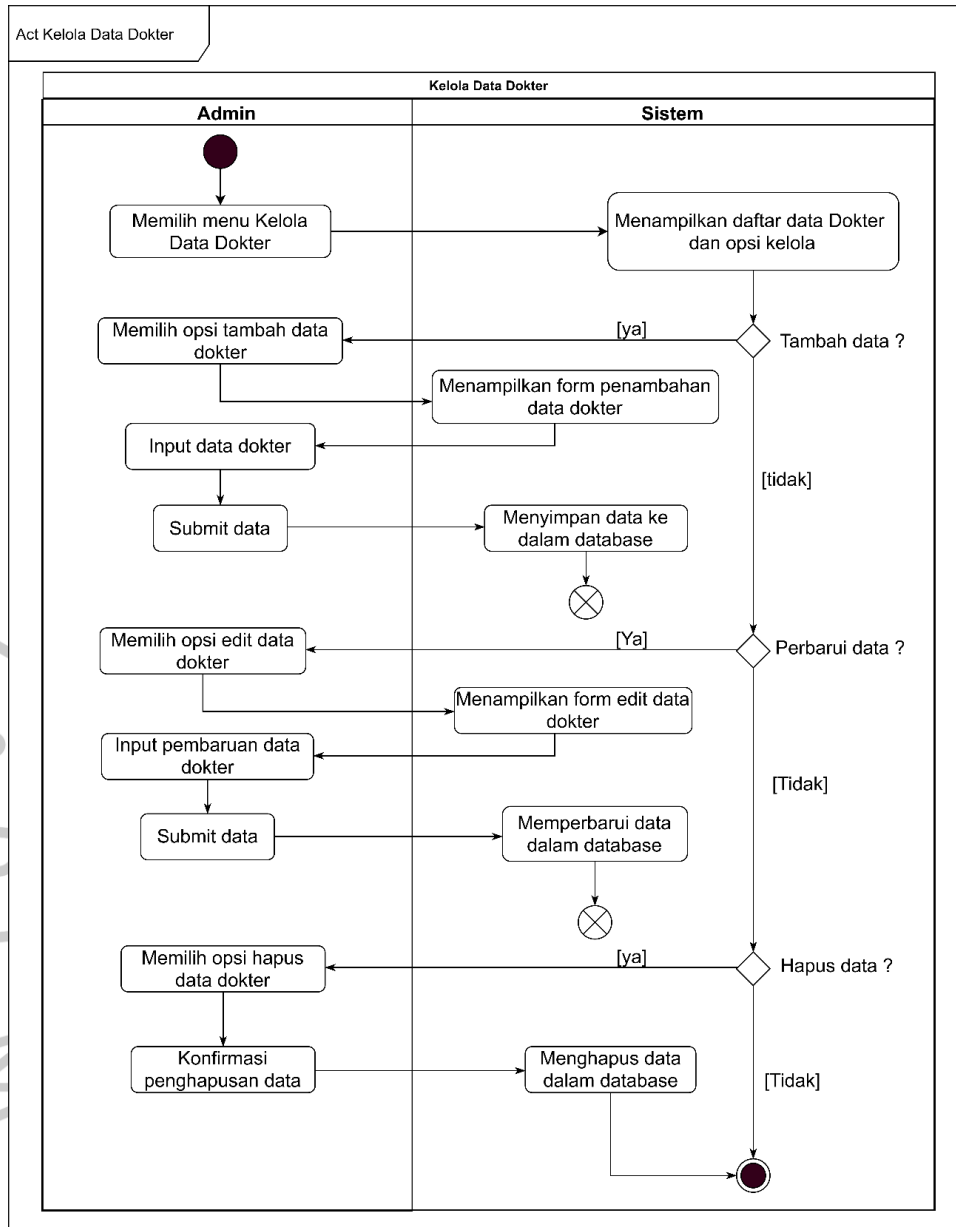 Act Kelola Data Dokter
Kelola Data Dokter
Admin
Sistem
Memilih menu Kelola
Data Dokter
Menampilkan daftar data Dokter
dan opsi kelola
Memilih opsi tambah data
dokter
[ya]
Tambah data ?
Menampilkan form penambahan
data dokter
Input data dokter
[tidak]
Submit data
Menyimpan data ke
dalam database
Memilih opsi edit data
dokter
[Ya]
Perbarui data ?
Menampilkan form edit data
dokter
Input pembaruan data
dokter
[Tidak]
Submit data
Memperbarui data
dalam database
Memilih opsi hapus
data dokter
[ya]
Hapus data ?
Konfirmasi
penghapusan data
Menghapus data
dalam database
[Tidak]